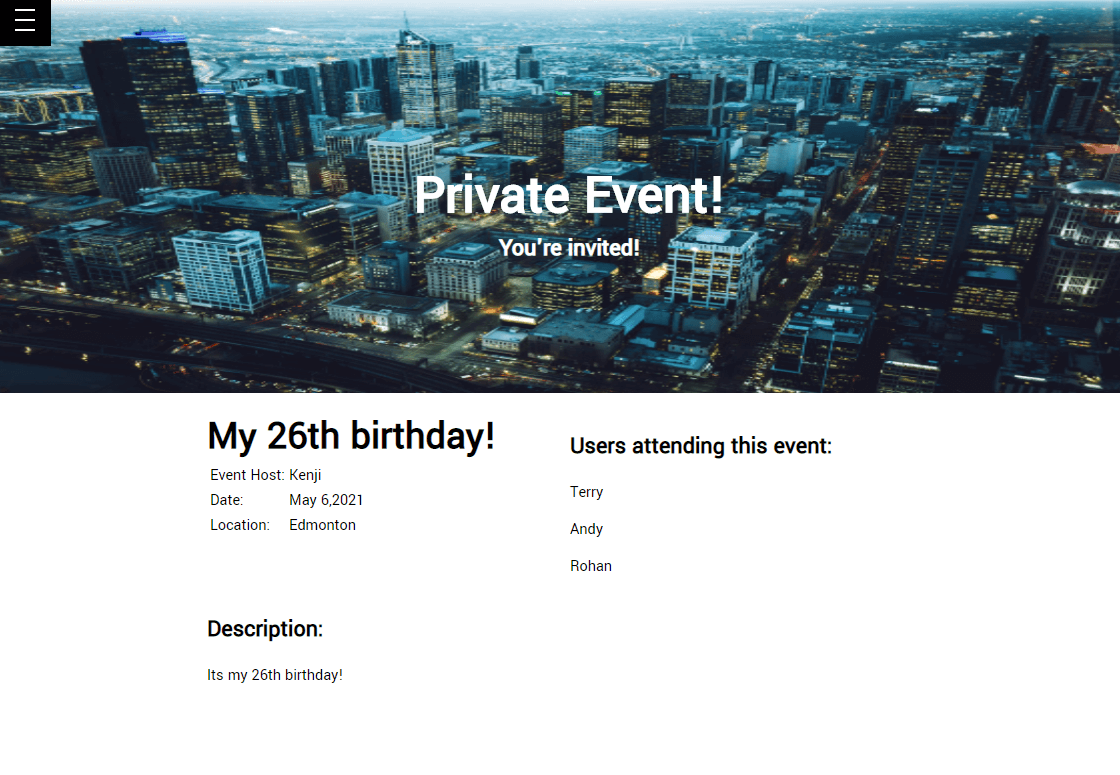 Private Event!
You're invited!
My 26th birthday!
Event Host: Kenji
Date: May 6,2021
Location: Edmonton
Users attending this event:
Terry
Andy
Rohan
Description:
Its my 26th birthday!